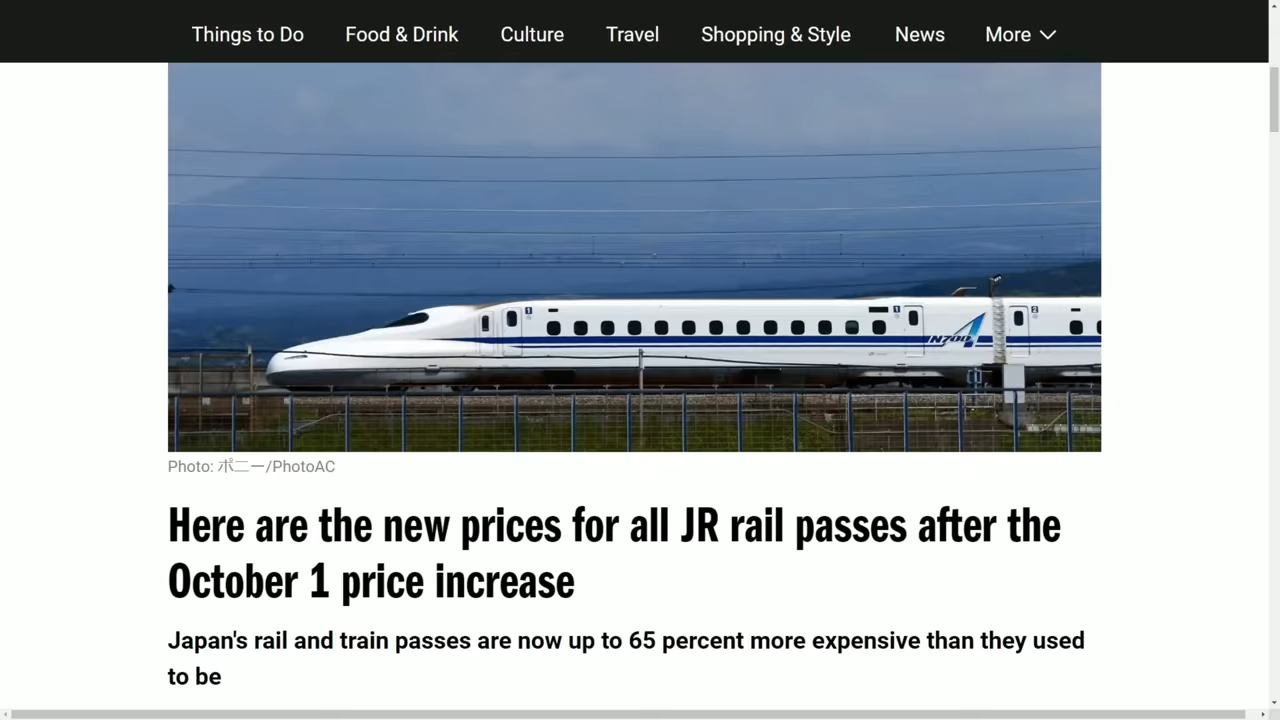 Things to Do Food & Drink Culture Travel Shopping & Style News More
N700A
Photo: ポニー/PhotoAC
Here are the new prices for all JR rail passes after the
October 1 price increase
Japan's rail and train passes are now up to 65 percent more expensive than they used
to be